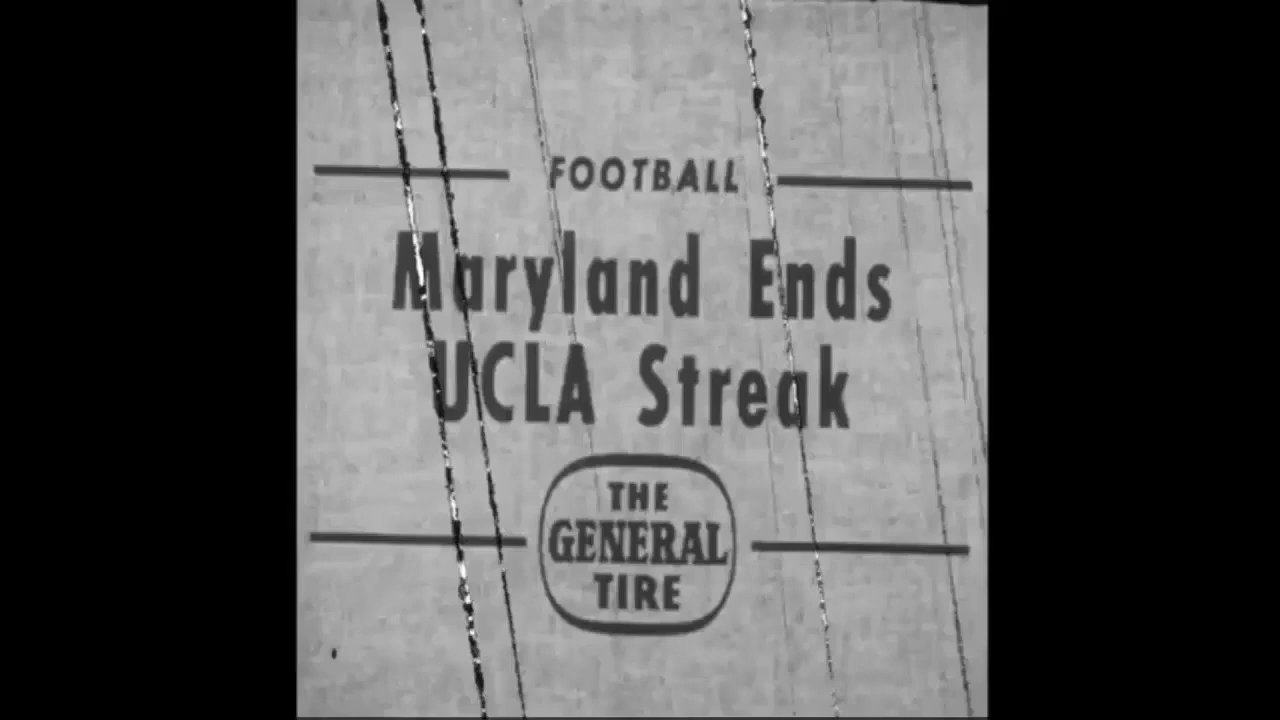 FOOTBALL
Maryland Ends
UCLA Streak
THE
GENERAL
TIRE